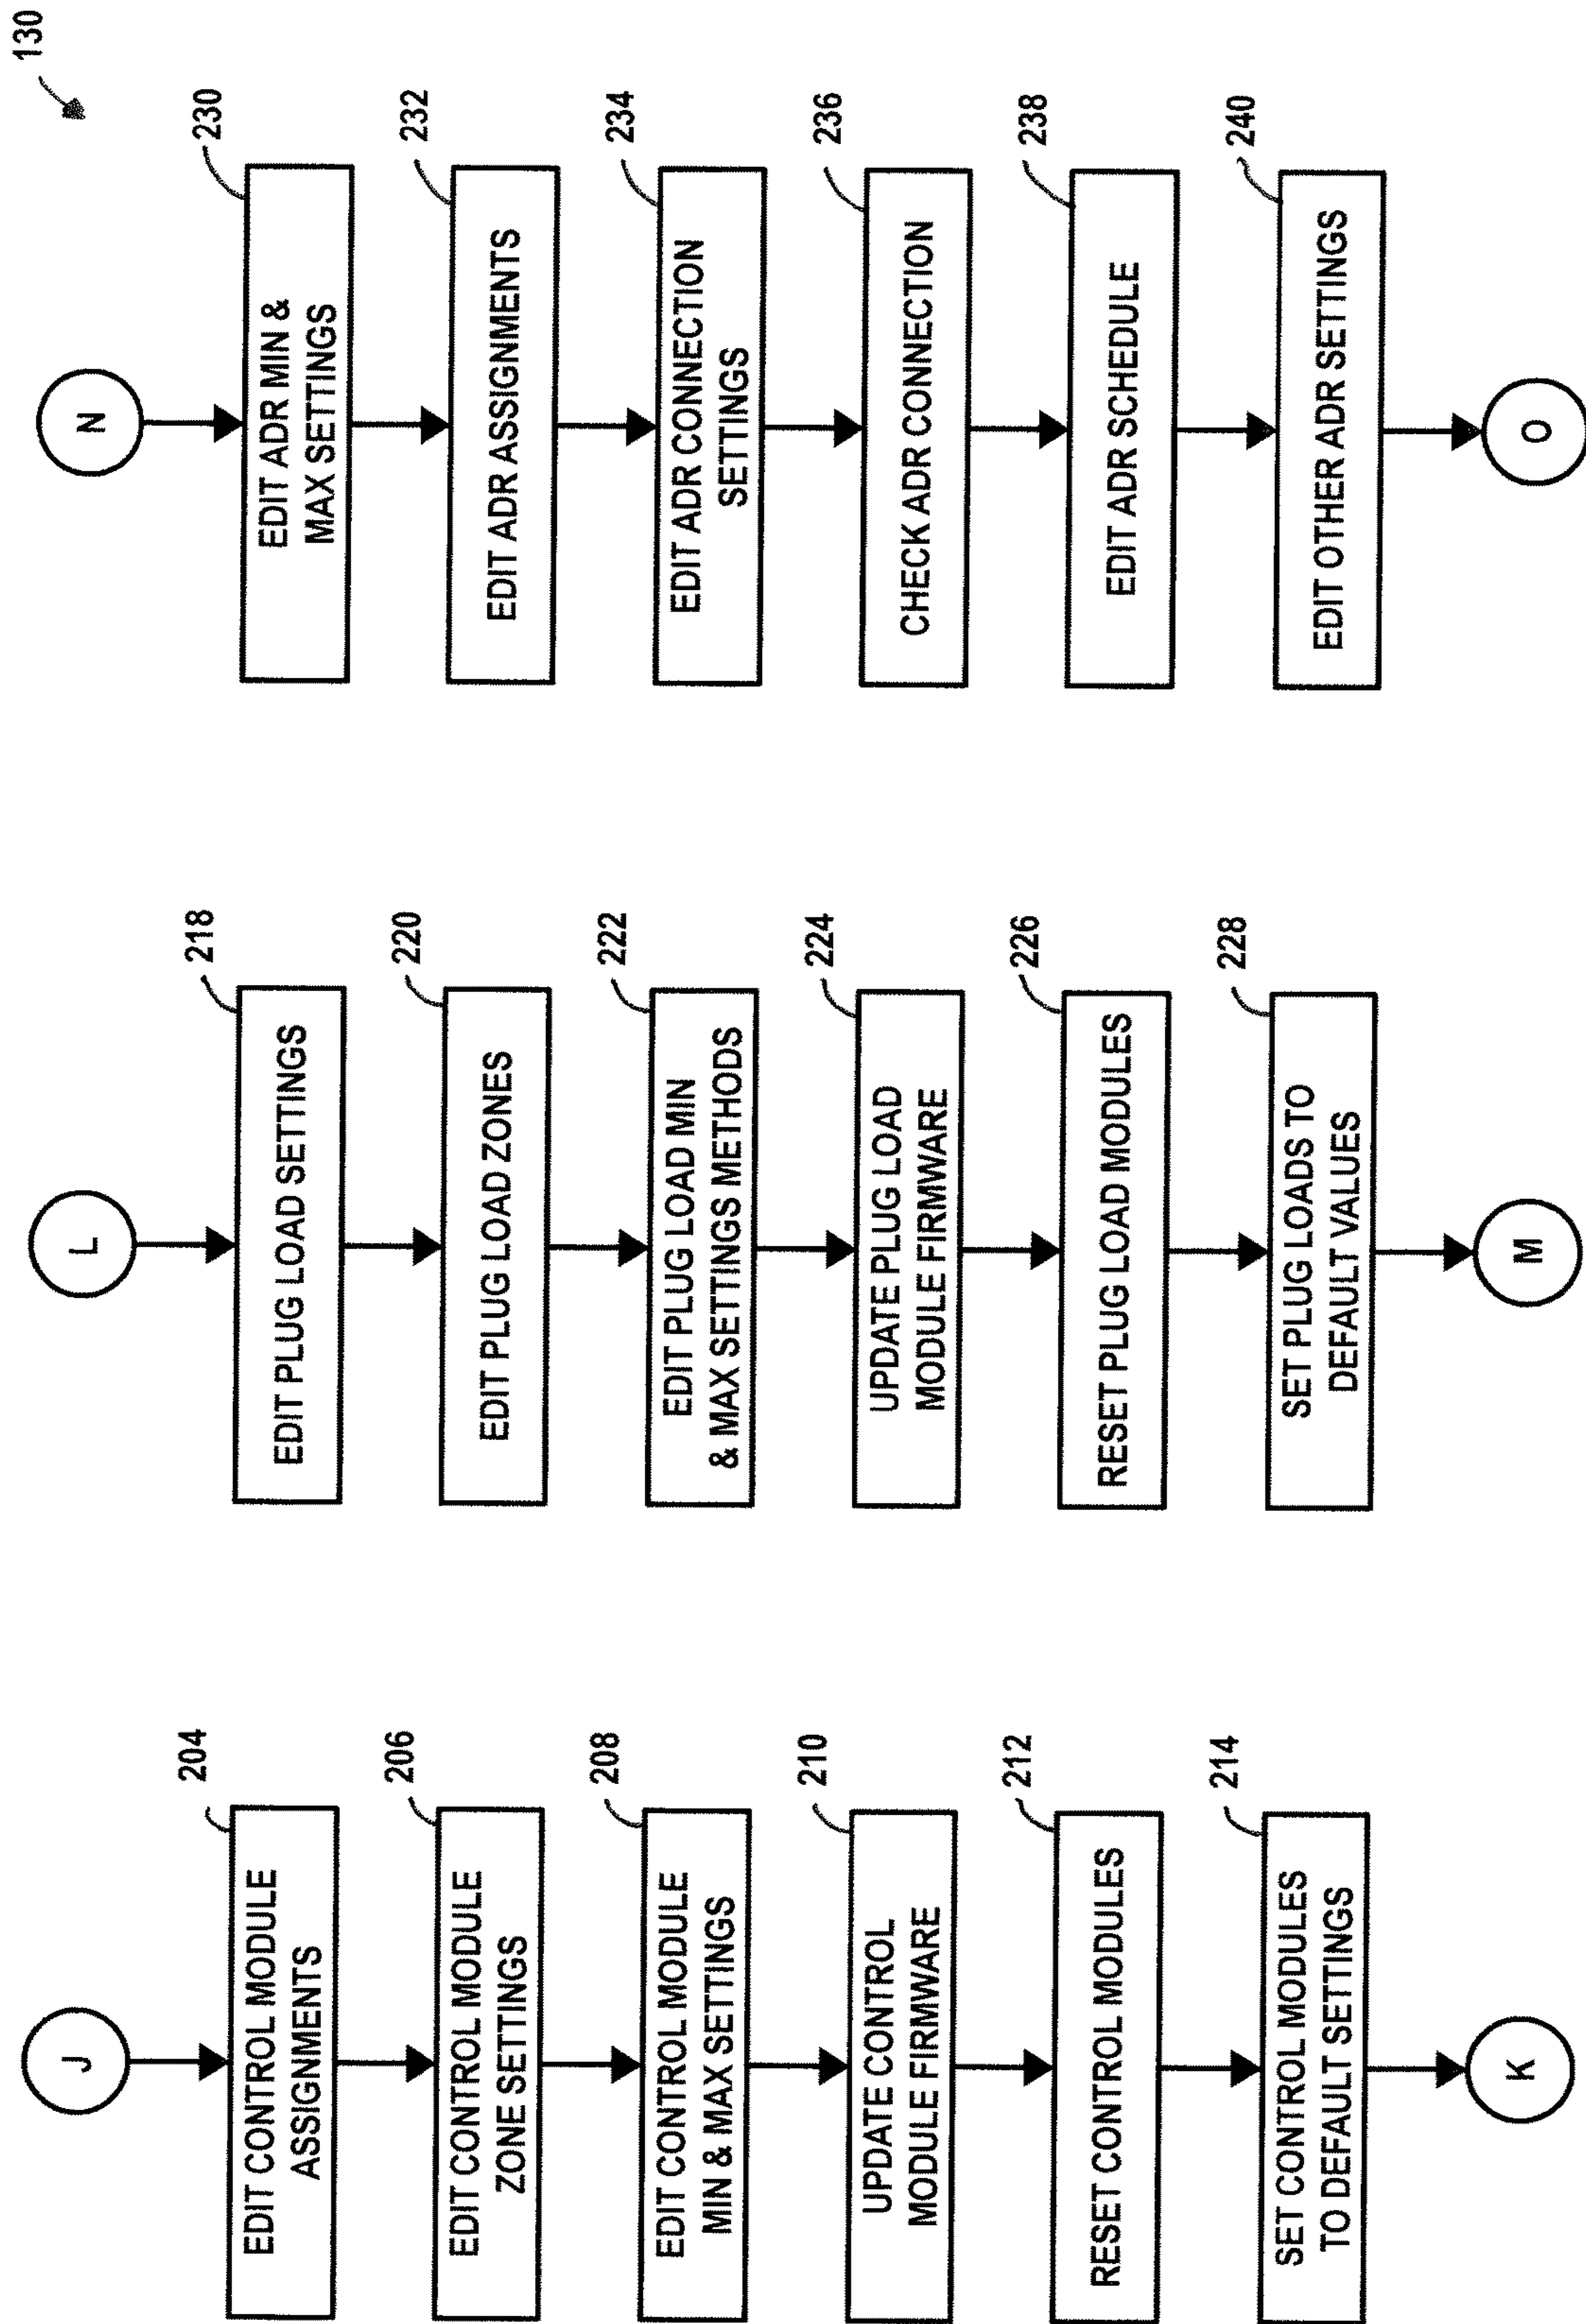 130
J
204
EDIT CONTROL MODULE
ASSIGNMENTS
206
EDIT CONTROL MODULE
ZONE SETTINGS
208
EDIT CONTROL MODULE
MIN & MAX SETTINGS
210
UPDATE CONTROL
MODULE FIRMWARE
212
RESET CONTROL MODULES
214
SET CONTROL MODULES
TO DEFAULT SETTINGS
K
L
218
EDIT PLUG LOAD SETTINGS
220
EDIT PLUG LOAD ZONES
222
EDIT PLUG LOAD MIN
& MAX SETTINGS METHODS
224
UPDATE PLUG LOAD
MODULE FIRMWARE
226
RESET PLUG LOAD MODULES
228
SET PLUG LOADS TO
DEFAULT VALUES
M
N
230
EDIT ADR MIN &
MAX SETTINGS
232
EDIT ADR ASSIGNMENTS
234
EDIT ADR CONNECTION
SETTINGS
236
CHECK ADR CONNECTION
238
EDIT ADR SCHEDULE
240
EDIT OTHER ADR SETTINGS
O